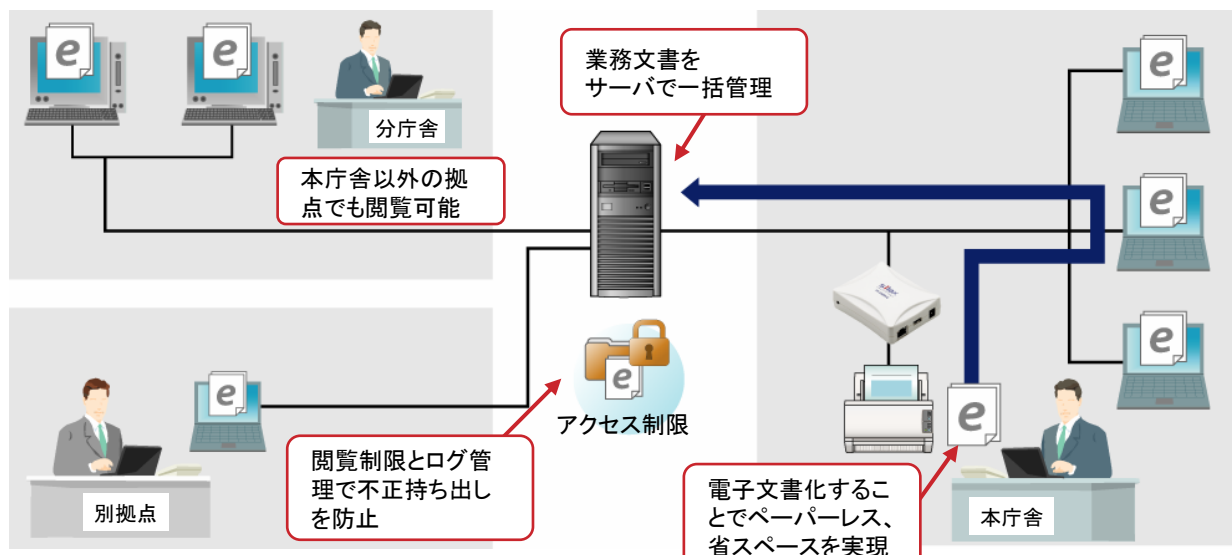 業務文書を
サーバで一括管理
分庁舎
本庁舎以外の拠
点でも閲覧可能
アクセス制限
別拠点
閲覧制限とログ管
理で不正持ち出し
を防止
電子文書化するこ
とでペーパーレス、
省スペースを実現
本庁舎
e
e
e
e
e
e
e
e